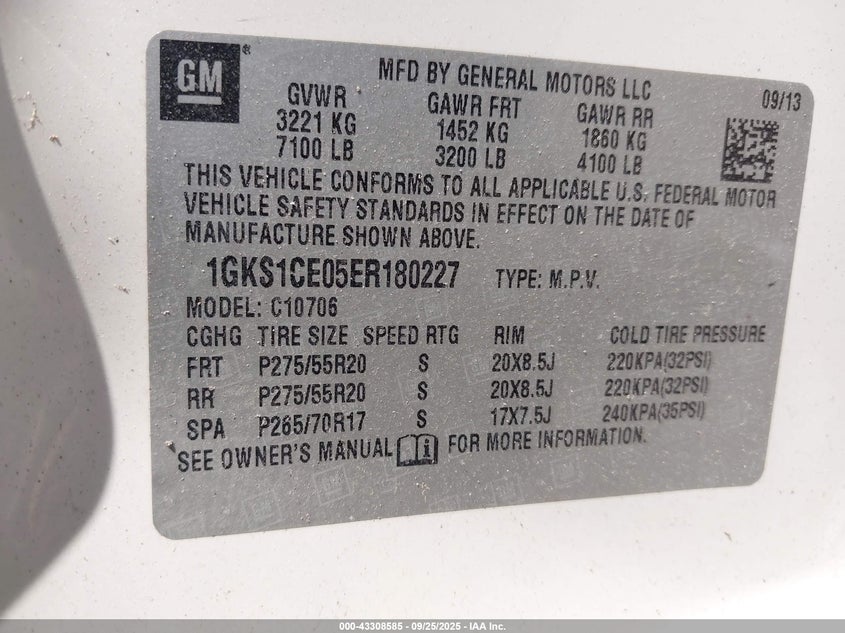 GM®
MFD BY GENERAL MOTORS LLC
09/13
GVWR GAWR FRT GAWR RR
3221 KG 1452 KG 1860 KG
7100 LB 3200 LB 4100 LB
THIS VEHICLE CONFORMS TO ALL APPLICABLE U.S. FEDERAL MOTOR
VEHICLE SAFETY STANDARDS IN EFFECT ON THE DATE OF
MANUFACTURE SHOWN ABOVE.
1GKS1CE05ER180227 TYPE: M.P.V.
MODEL: C10706
CGHG TIRE SIZE SPEED RTG RIM COLD TIRE PRESSURE
FRT P275/55R20 S 20X8.5J 220KPA(32PSI)
RR P275/55R20 S 20X8.5J 220KPA(32PSI)
SPA P265/70R17 S 17X7.5J 240KPA(35PSI)
SEE OWNER'S MANUAL i FOR MORE INFORMATION.
000-43308585 - 09/25/2025 - IAA Inc.